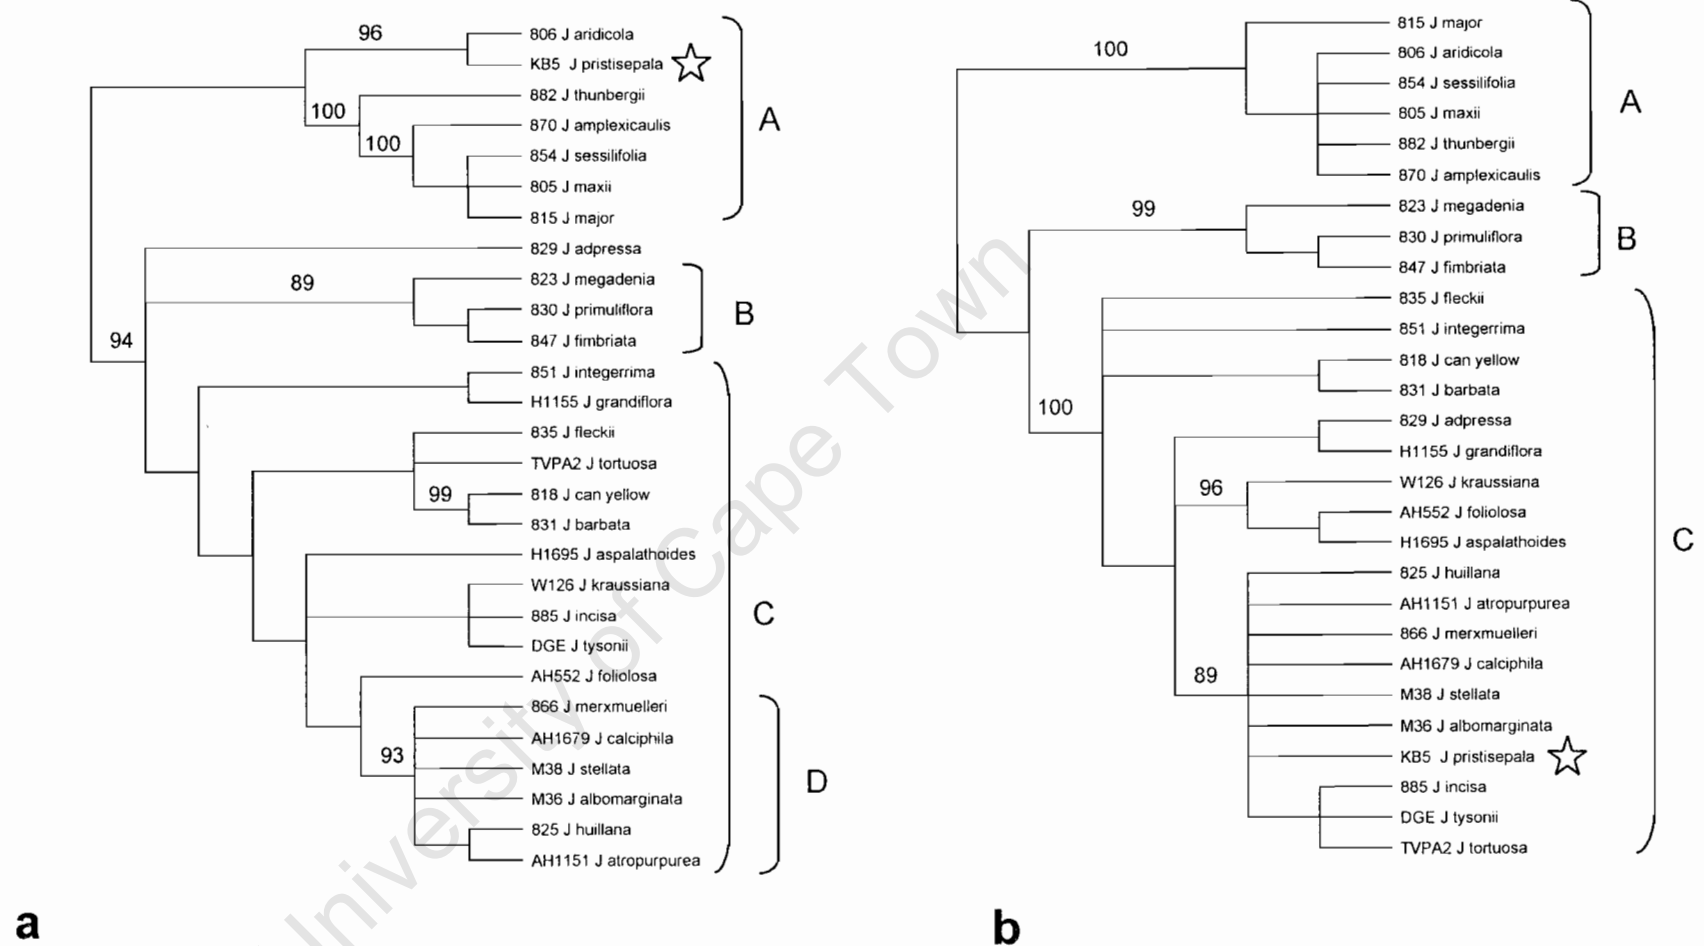 96
806 J aridicola
KB5 J pristisepala
882 J thunbergii
100
870 J amplexicaulis
100
854 J sessilifolia
805 J maxii
815 J major
A
829 J adpressa
89
823 J megadenia
830 J primuliflora
847 J fimbriata
B
94
851 J integerrima
H1155 J grandiflora
835 J fleckii
TVPA2 J tortuosa
99
818 J can yellow
831 J barbata
H1695 J aspalathoides
W126 J kraussiana
885 J incisa
DGE J tysonii
C
AH552 J foliolosa
866 J merxmuelleri
93
AH1679 J calciphila
M38 J stellata
M36 J albomarginata
825 J huillana
AH1151 J atropurpurea
D
a
815 J major
100
806 J aridicola
854 J sessilifolia
805 J maxii
882 J thunbergii
870 J amplexicaulis
A
99
823 J megadenia
830 J primuliflora
847 J fimbriata
B
835 J fleckii
851 J integerrima
818 J can yellow
831 J barbata
100
829 J adpressa
H1155 J grandiflora
96
W126 J kraussiana
AH552 J foliolosa
H1695 J aspalathoides
825 J huillana
AH1151 J atropurpurea
866 J merxmuelleri
AH1679 J calciphila
89
M38 J stellata
M36 J albomarginata
KB5 J pristisepala
885 J incisa
DGE J tysonii
TVPA2 J tortuosa
C
b
University of Cape Town